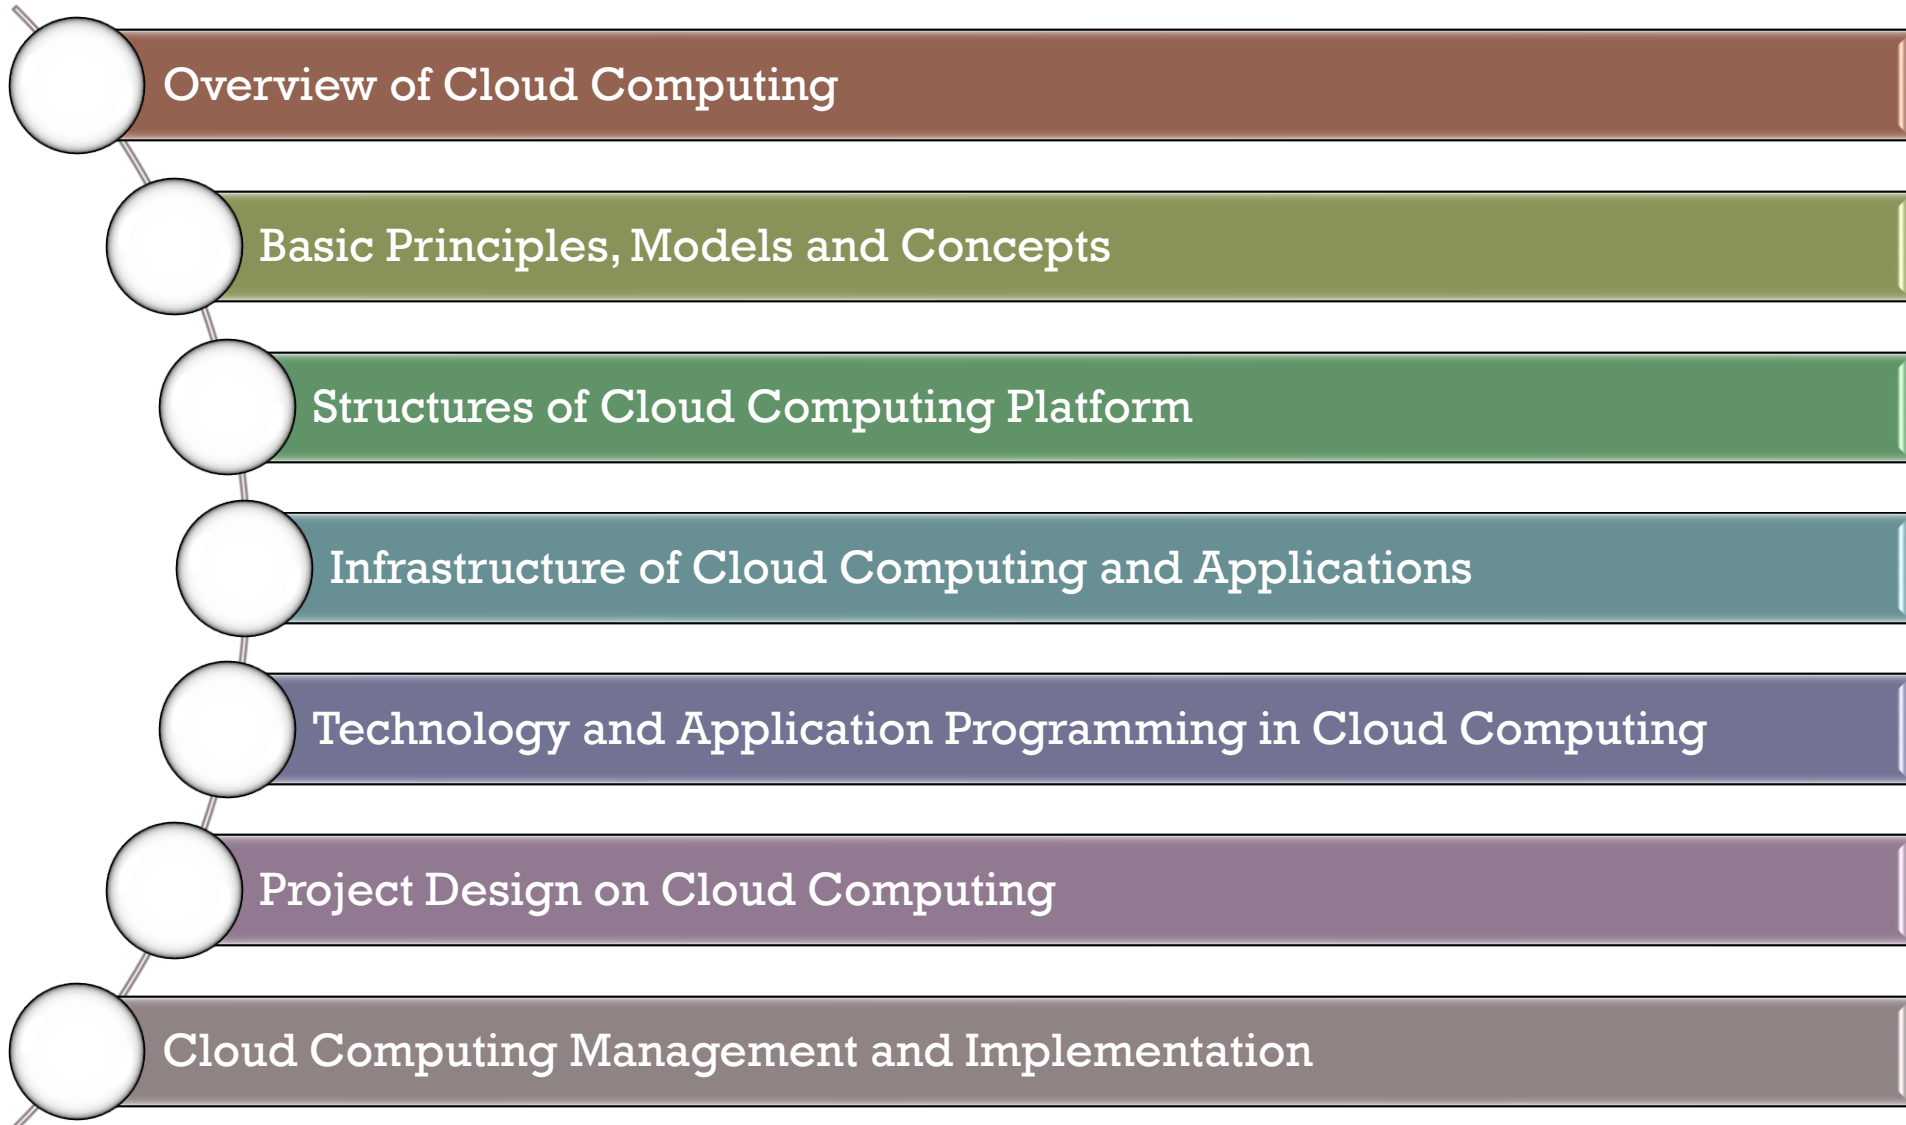 Overview of Cloud Computing
Basic Principles, Models and Concepts
Structures of Cloud Computing Platform
Infrastructure of Cloud Computing and Applications
Technology and Application Programming in Cloud Computing
Project Design on Cloud Computing
Cloud Computing Management and Implementation